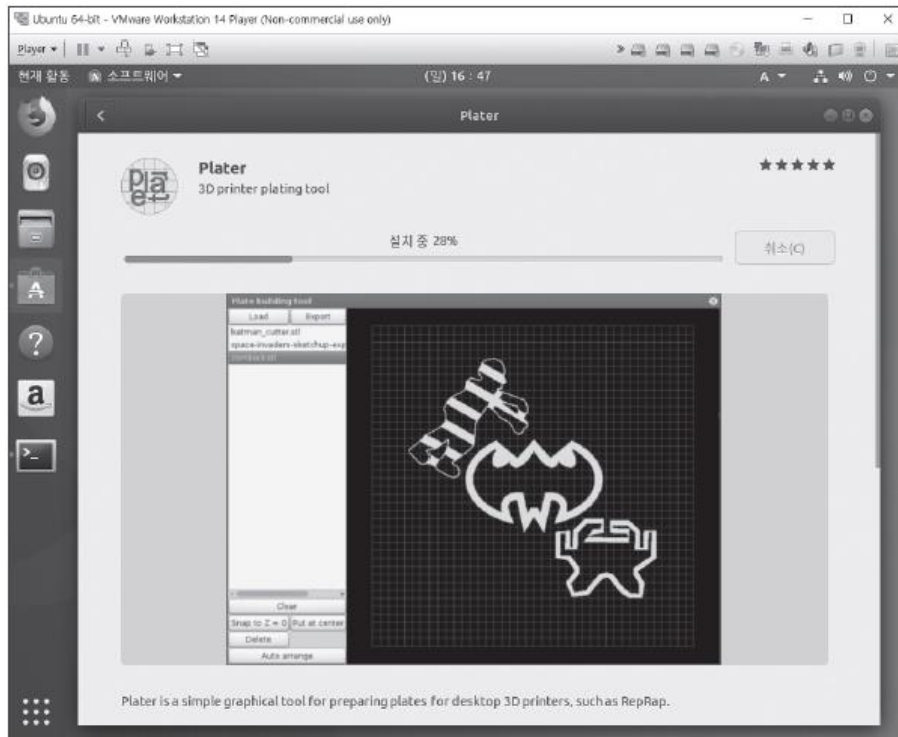 Ubuntu 64-bit - VMware Workstation 14 Player (Non-commercial use only)
Player
현재 활동
소프트웨어
(일) 16 : 47
A
Plater
Plater
3D printer plating tool
★★★★★
설치 중 28%
취소(C)
Plate building tool
Load
Export
batman_cutter.stl
space-invaders-sketchup-exp
Clear
Snap to Z = 0
Put at center
Delete
Auto arrange
Plater is a simple graphical tool for preparing plates for desktop 3D printers, such as RepRap.